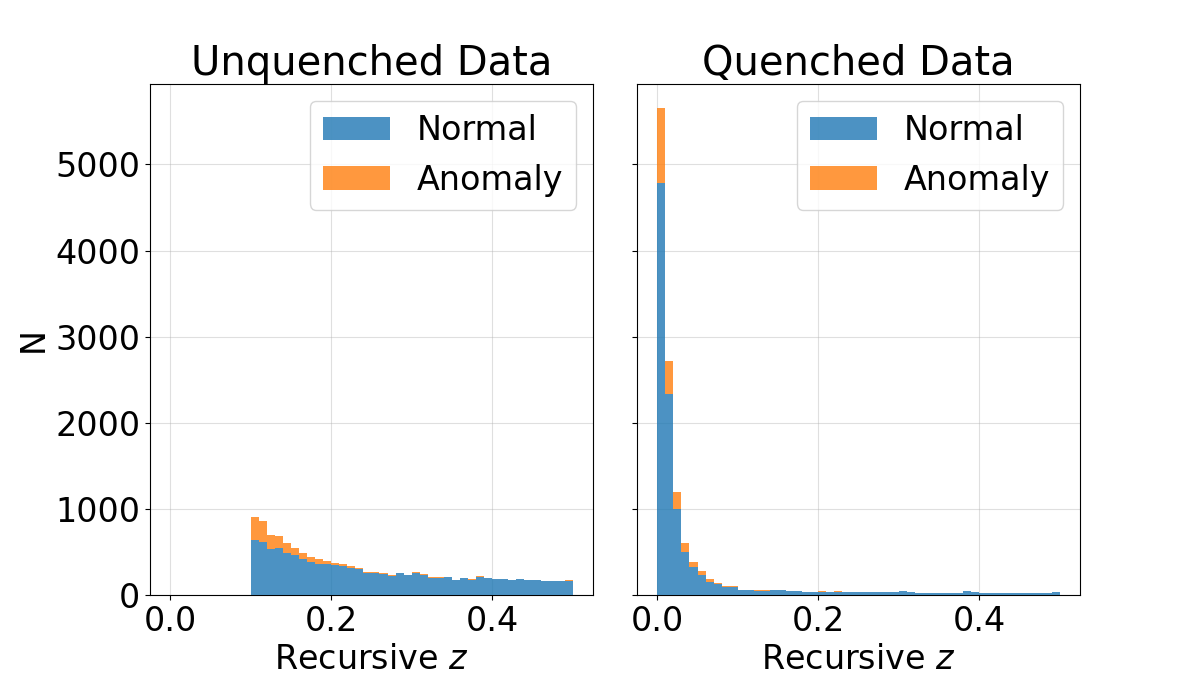 Unquenched Data
Quenched Data
Normal
Anomaly
Normal
Anomaly
N
5000
4000
3000
2000
1000
0
0.0 0.2 0.4
0.0 0.2 0.4
Recursive z
Recursive z